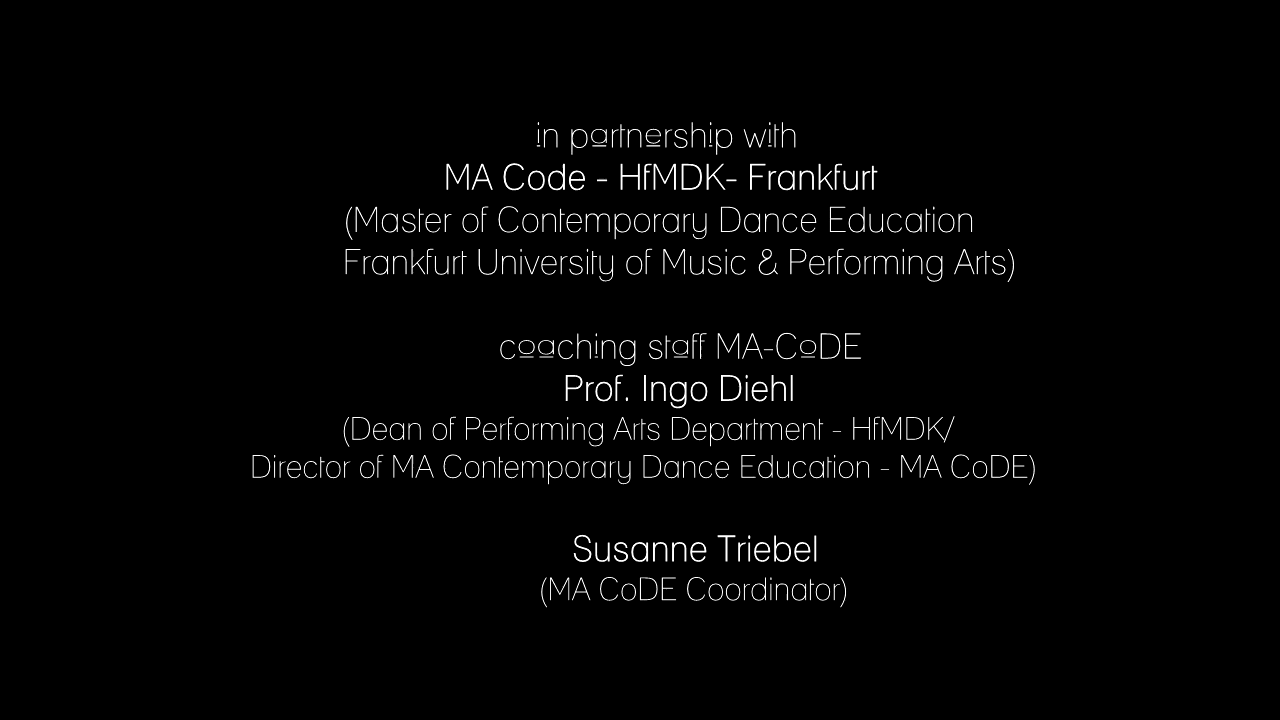 in partnership with
MA Code - HfMDK- Frankfurt
(Master of Contemporary Dance Education
Frankfurt University of Music & Performing Arts)
coaching staff MA-CoDE
Prof. Ingo Diehl
(Dean of Performing Arts Department - HfMDK/
Director of MA Contemporary Dance Education - MA CoDE)
Susanne Triebel
(MA CoDE Coordinator)